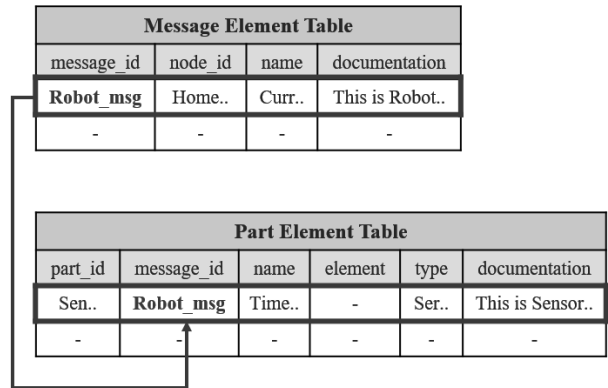 Message Element Table
message_id node_id name documentation
Robot_msg Home.. Curr.. This is Robot..
- - - -
Part Element Table
part_id message_id name element type documentation
Sen.. Robot_msg Time.. - Ser.. This is Sensor..
- - - - - -